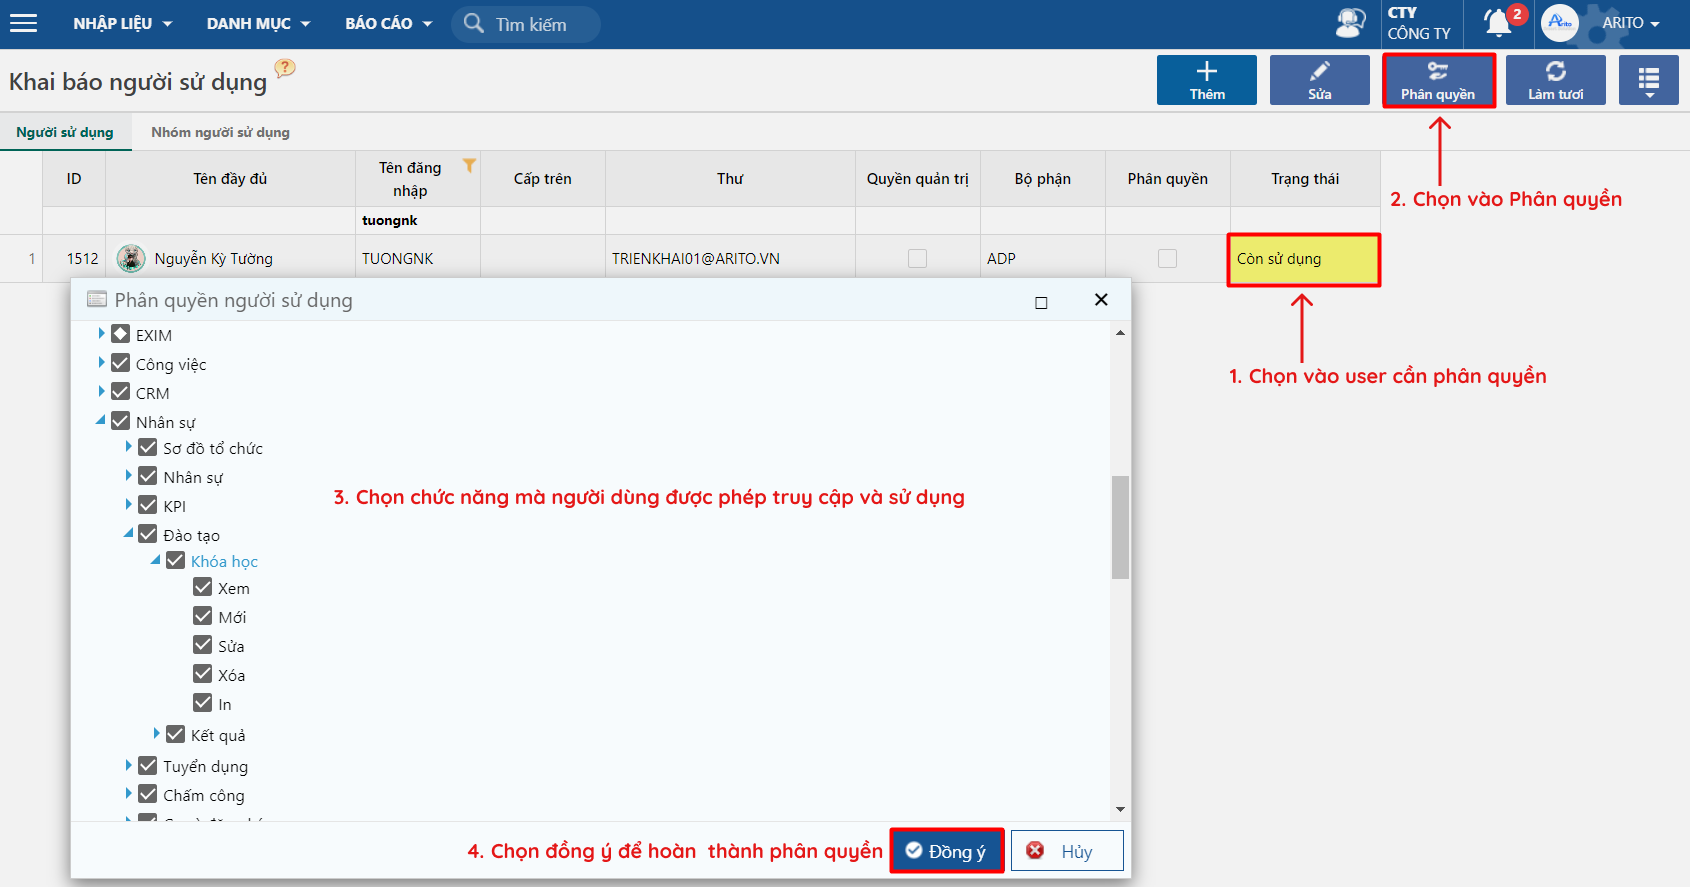 NHẬP LIỆU DANH MỤC BÁO CÁO Tìm kiếm CTY CÔNG TY 2 Arito ARITO
Khai báo người sử dụng ?
Thêm Sửa Phân quyền Làm tươi
Người sử dụng Nhóm người sử dụng
ID Tên đầy đủ Tên đăng nhập Cấp trên Thư Quyền quản trị Bộ phận Phân quyền Trạng thái
2. Chọn vào Phân quyền
tuongnk
1 1512 Nguyễn Kỳ Tường TUONGNK TRIENKHAI01@ARITO.VN ADP Còn sử dụng
1. Chọn vào user cần phân quyền
Phân quyền người sử dụng
EXIM
Công việc
CRM
Nhân sự
Sơ đồ tổ chức
Nhân sự
3. Chọn chức năng mà người dùng được phép truy cập và sử dụng
KPI
Đào tạo
Khóa học
Xem
Mới
Sửa
Xóa
In
Kết quả
Tuyển dụng
Chấm công
4. Chọn đồng ý để hoàn thành phân quyền
Đồng ý Hủy